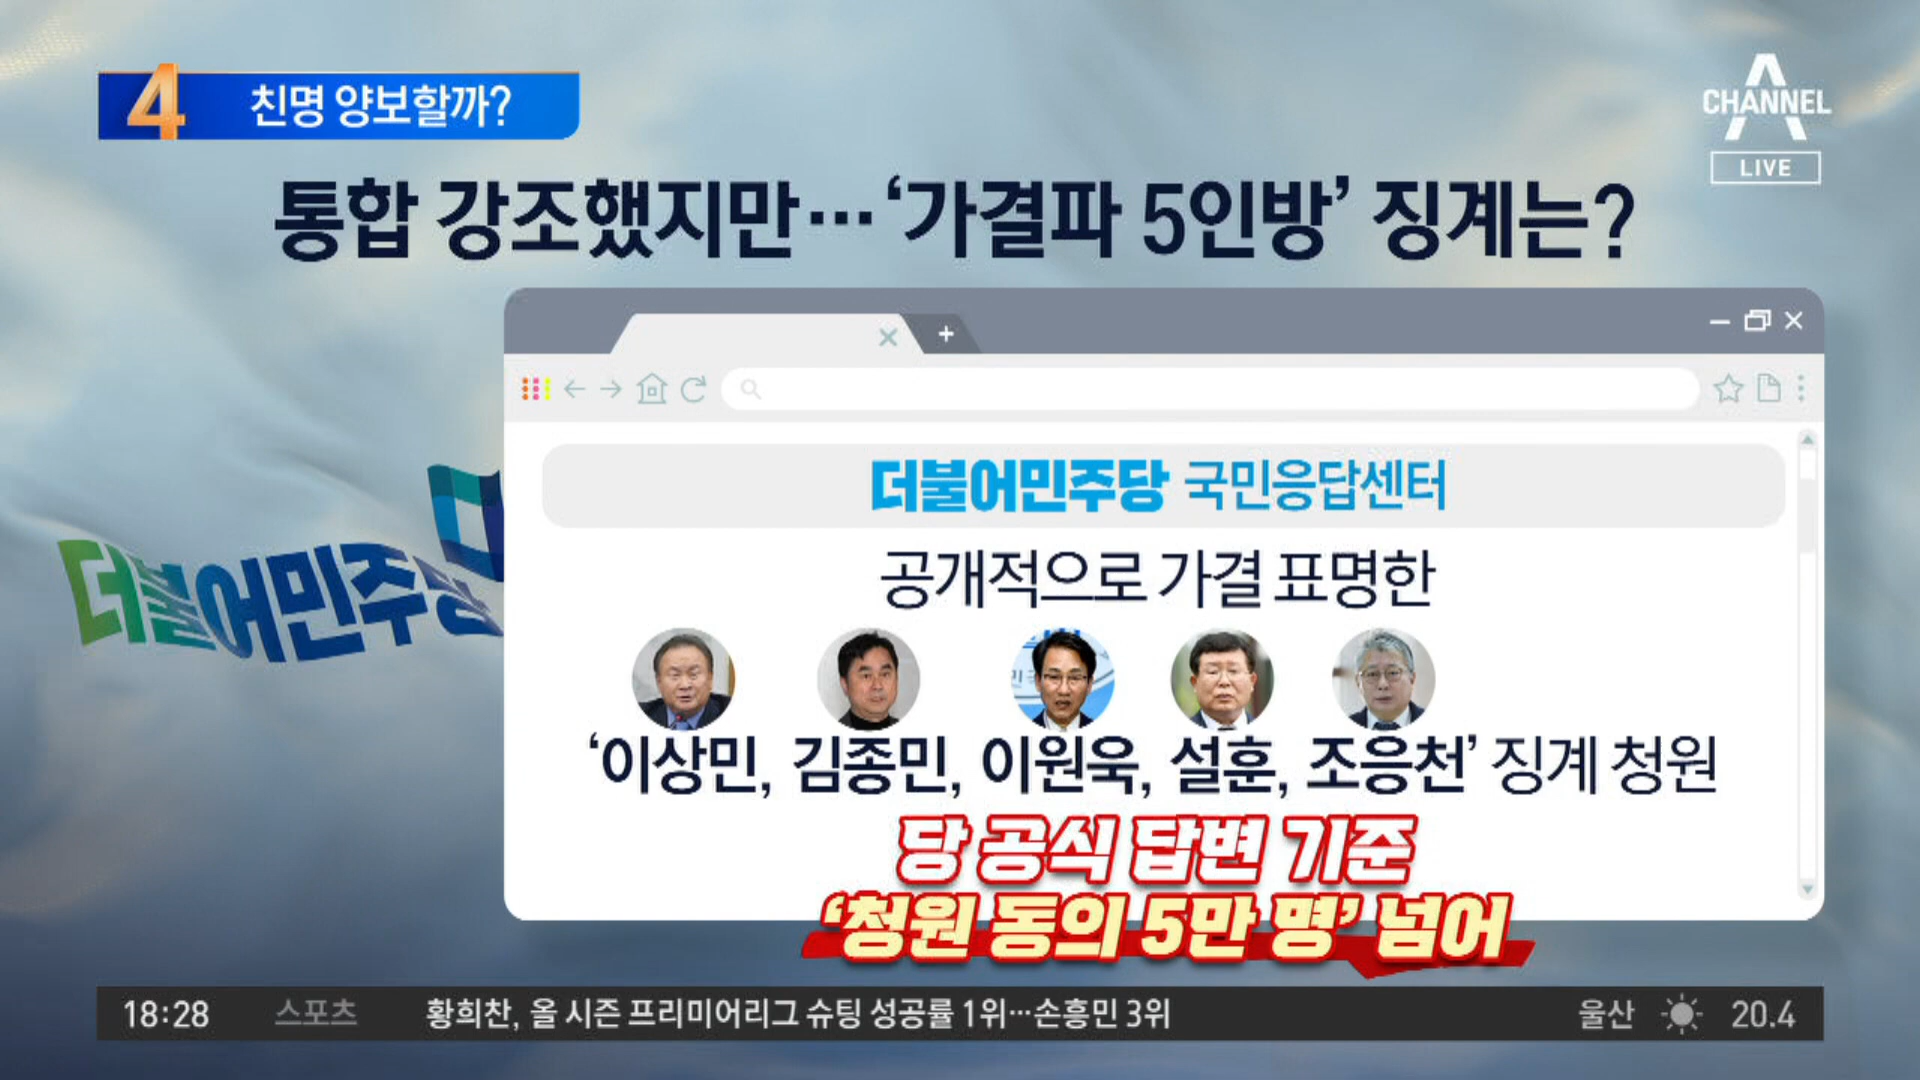 4 친명 양보할까?
CHANNEL A
LIVE
통합 강조했지만…‘가결파 5인방’ 징계는?
더불어민주당 국민응답센터
공개적으로 가결 표명한
더불어민주당
‘이상민, 김종민, 이원욱, 설훈, 조응천’ 징계 청원
당 공식 답변 기준
‘청원 동의 5만 명’ 넘어
18:28 스포츠 황희찬, 올 시즌 프리미어리그 슈팅 성공률 1위…손흥민 3위 울산 20.4